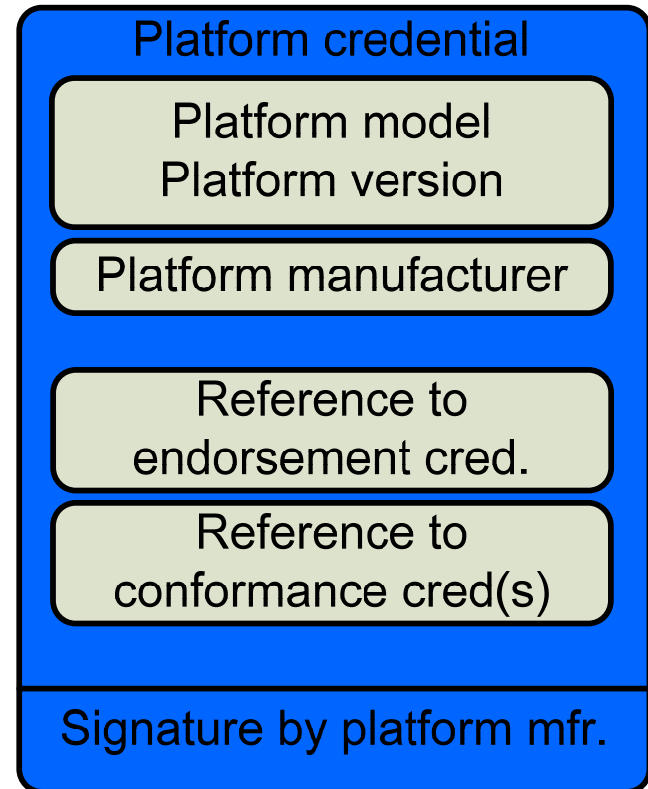 Platform credential
Platform model
Platform version
Platform manufacturer
Reference to
endorsement cred.
Reference to
conformance cred(s)
Signature by platform mfr.